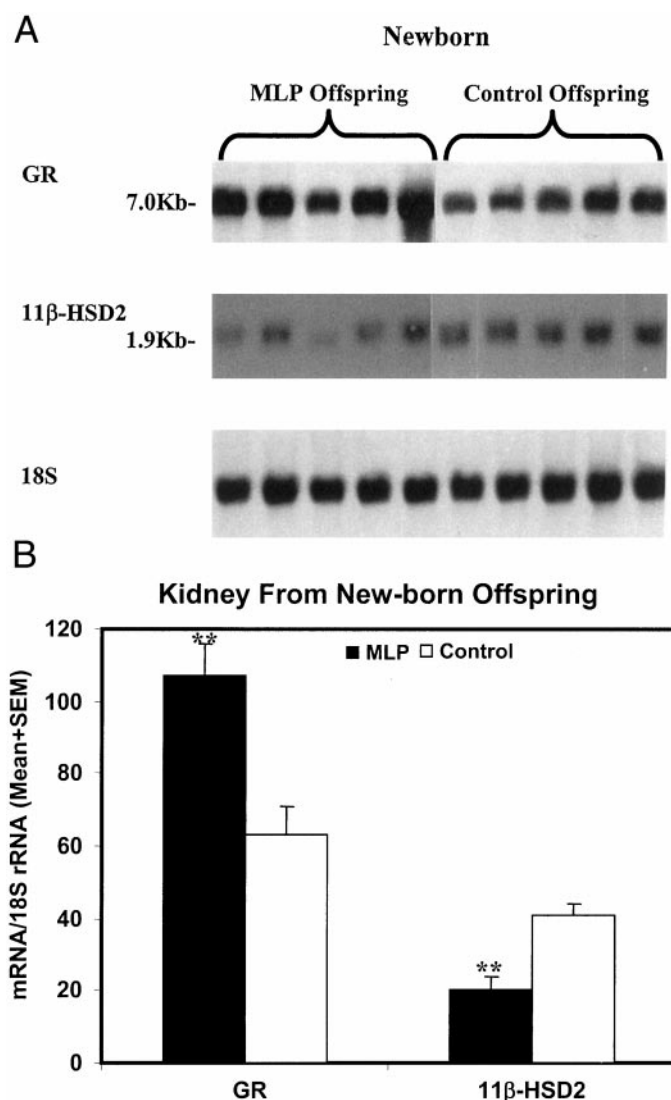 A
Newborn
MLP Offspring Control Offspring
GR
7.0Kb-
11β-HSD2
1.9Kb-
18S
B
Kidney From New-born Offspring
120
100
80
60
40
20
0
mRNA/18S rRNA (Mean+SEM)
**
MLP Control
**
GR 11β-HSD2